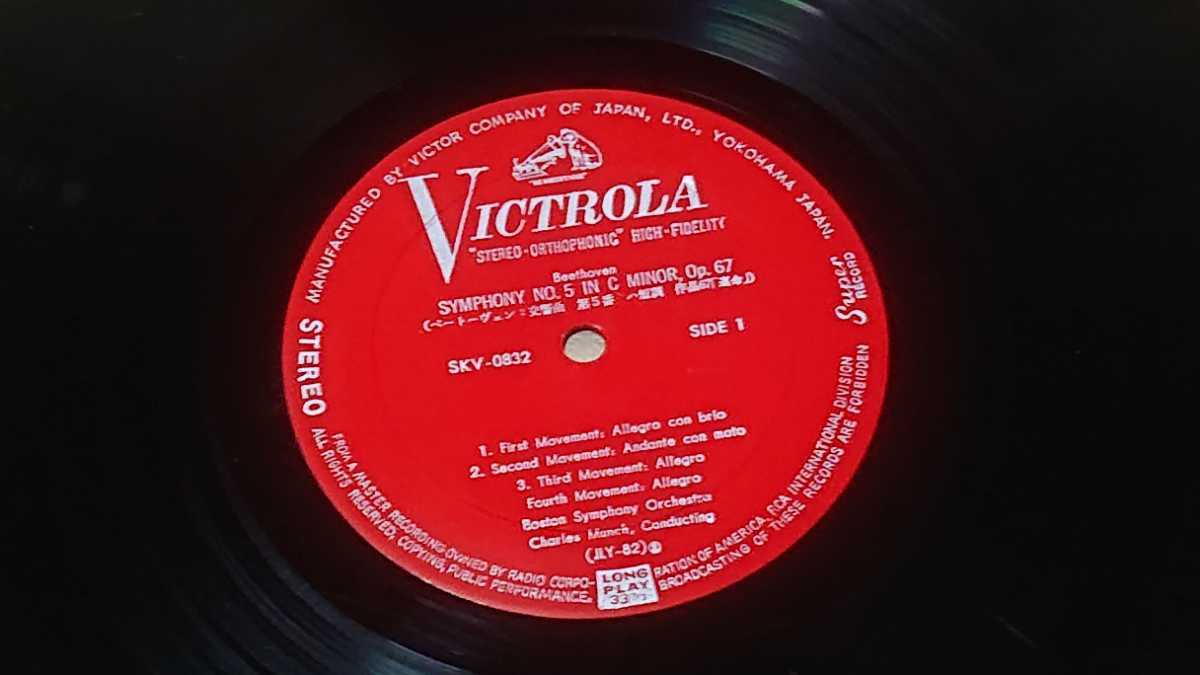 MANUFACTURED BY VICTOR COMPANY OF JAPAN, LTD., YOKOHAMA JAPAN.
VICTROLA
"STEREO-ORTHOPHONIC" HIGH-FIDELITY
Beethoven
SYMPHONY NO. 5 IN C MINOR, Op. 67
(ベートーヴェン:交響曲 第5番 ハ短調 作品67「運命」)
SKV-0832
SIDE 1
STEREO
Super
RECORD
1. First Movement: Allegro con brio
2. Second Movement: Andante con moto
3. Third Movement: Allegro
Fourth Movement: Allegro
Boston Symphony Orchestra
Charles Munch, Conducting
(JLY-82)
FROM A MASTER RECORDING OWNED BY RADIO CORPO-
RATION OF AMERICA, RCA INTERNATIONAL DIVISION
ALL RIGHTS RESERVED, COPYING, PUBLIC PERFORMANCE,
BROADCASTING OF THESE RECORDS ARE FORBIDDEN
LONG
PLAY
33⅓